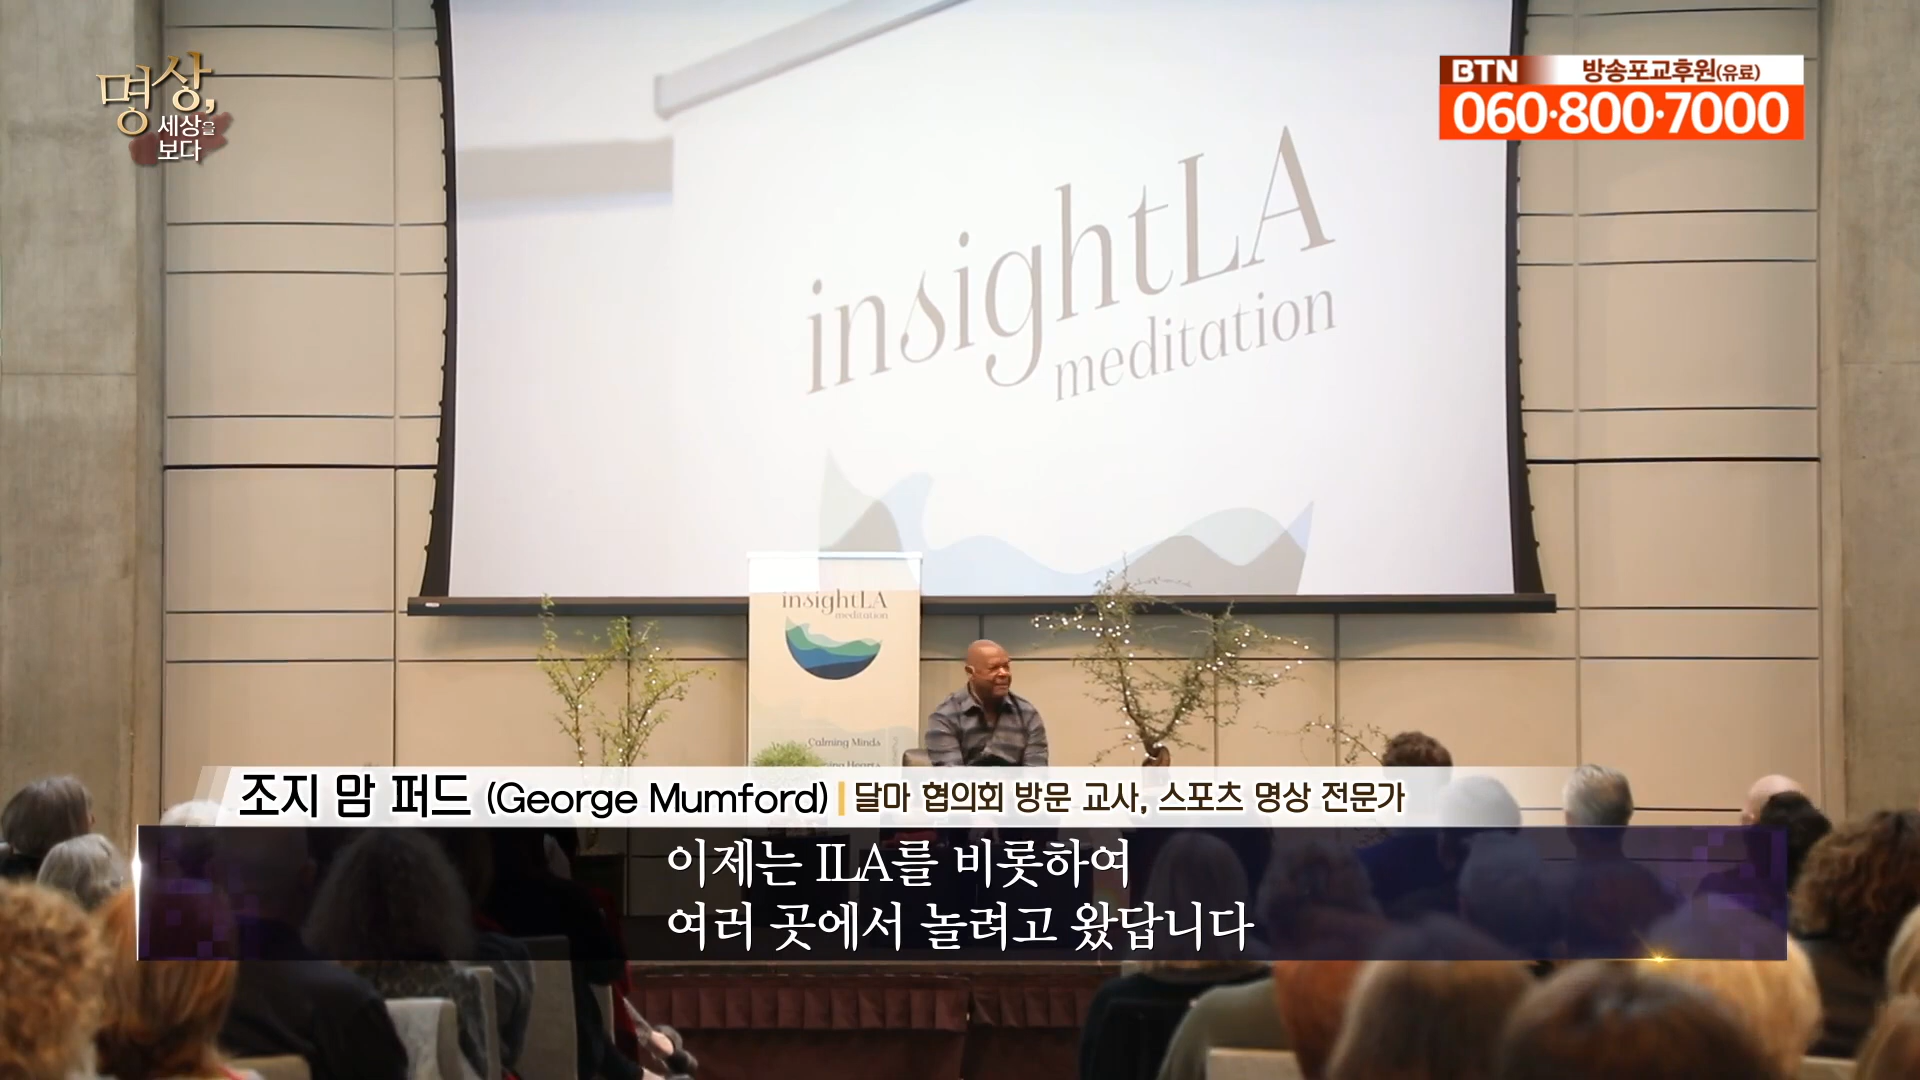 명상,
세상을
보다
BTN 방송포교후원(유료)
060·800·7000
insightLA
meditation
insightLA
meditation
Calming Minds
조지 맘 퍼드 (George Mumford) 달마 협의회 방문 교사, 스포츠 명상 전문가
이제는 ILA를 비롯하여
여러 곳에서 놀려고 왔답니다